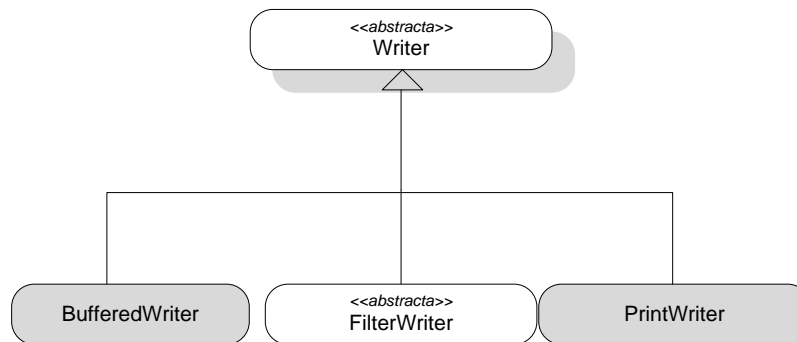 <<abstracta>>
Writer
BufferedWriter
<<abstracta>>
FilterWriter
PrintWriter